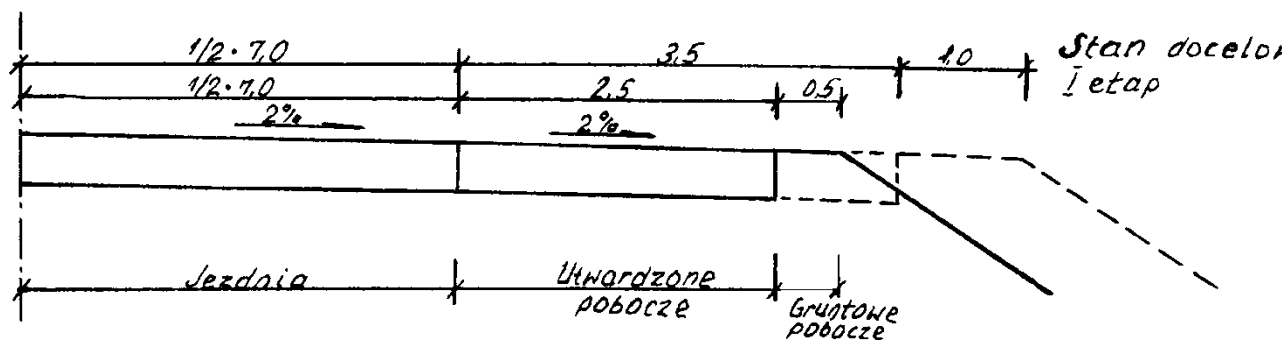 1/2·7,0 3,5 1,0 Stan docelow
1/2·7,0 2,5 0,5 I etap
2% 2%
Jezdnia Utwardzone pobocze Gruntowe pobocze